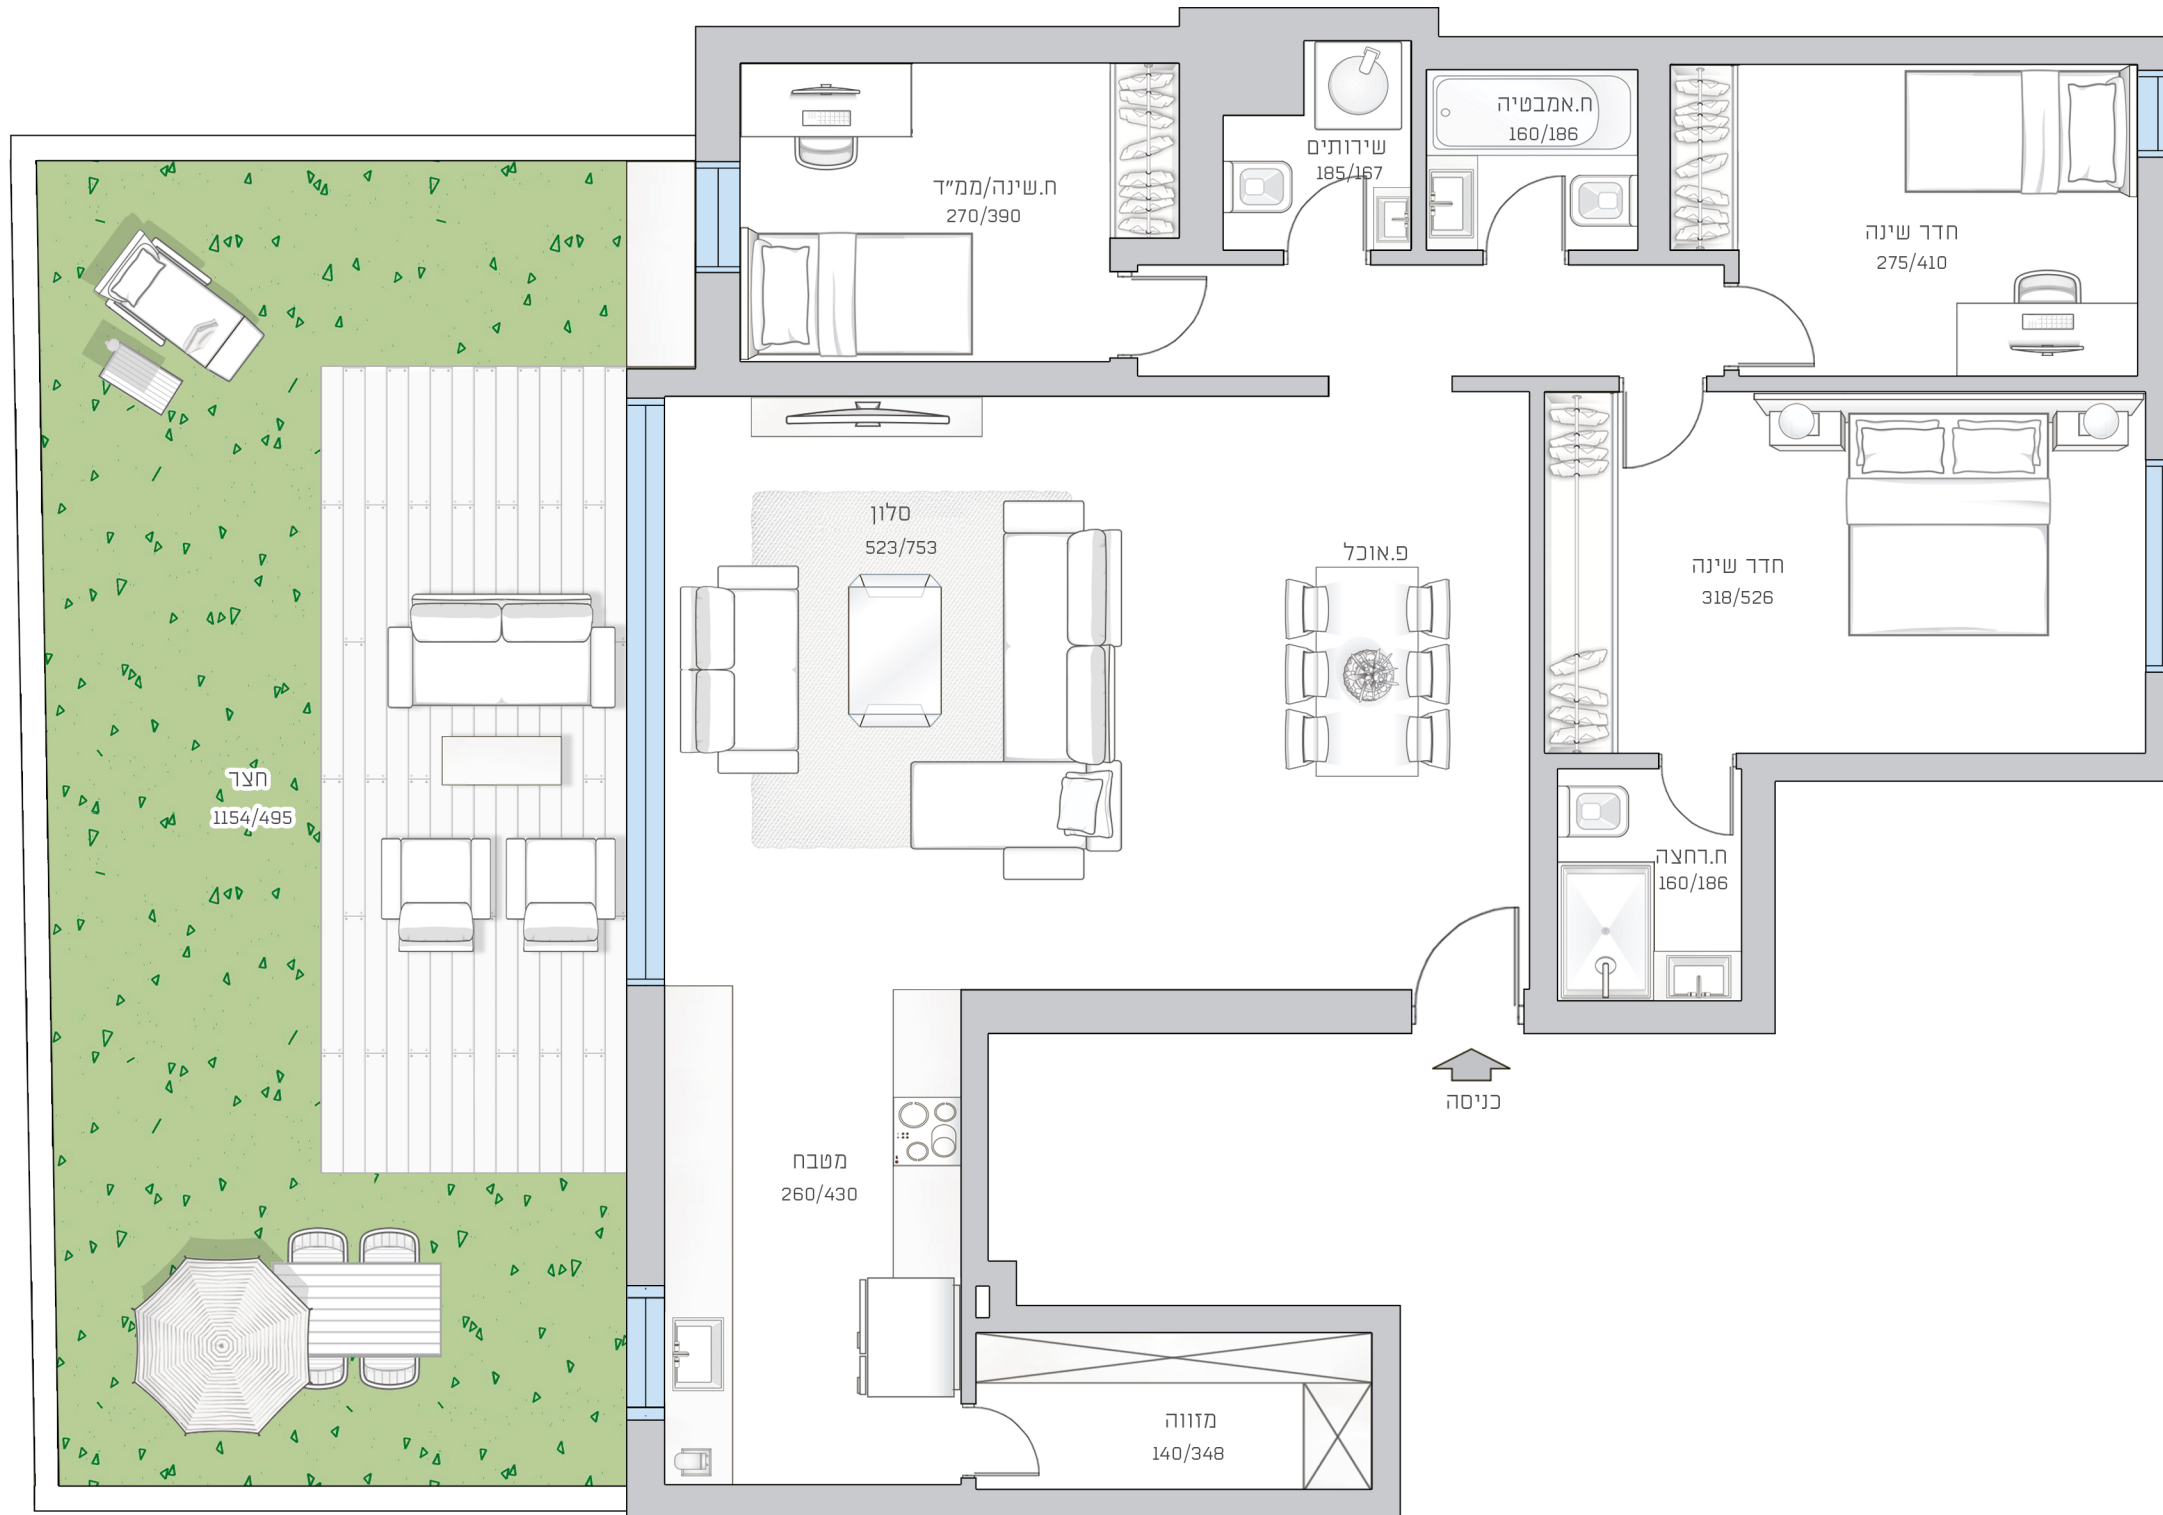 ח.אמבטיה
160/186
שירותים
185/167
ח.שינה/ממ״ד
270/390
חדר שינה
275/410
סלון
523/753
פ.אוכל
חדר שינה
318/526
חצר
1154/495
ח.רחצה
160/186
כניסה
מטבח
260/430
מזווה
140/348